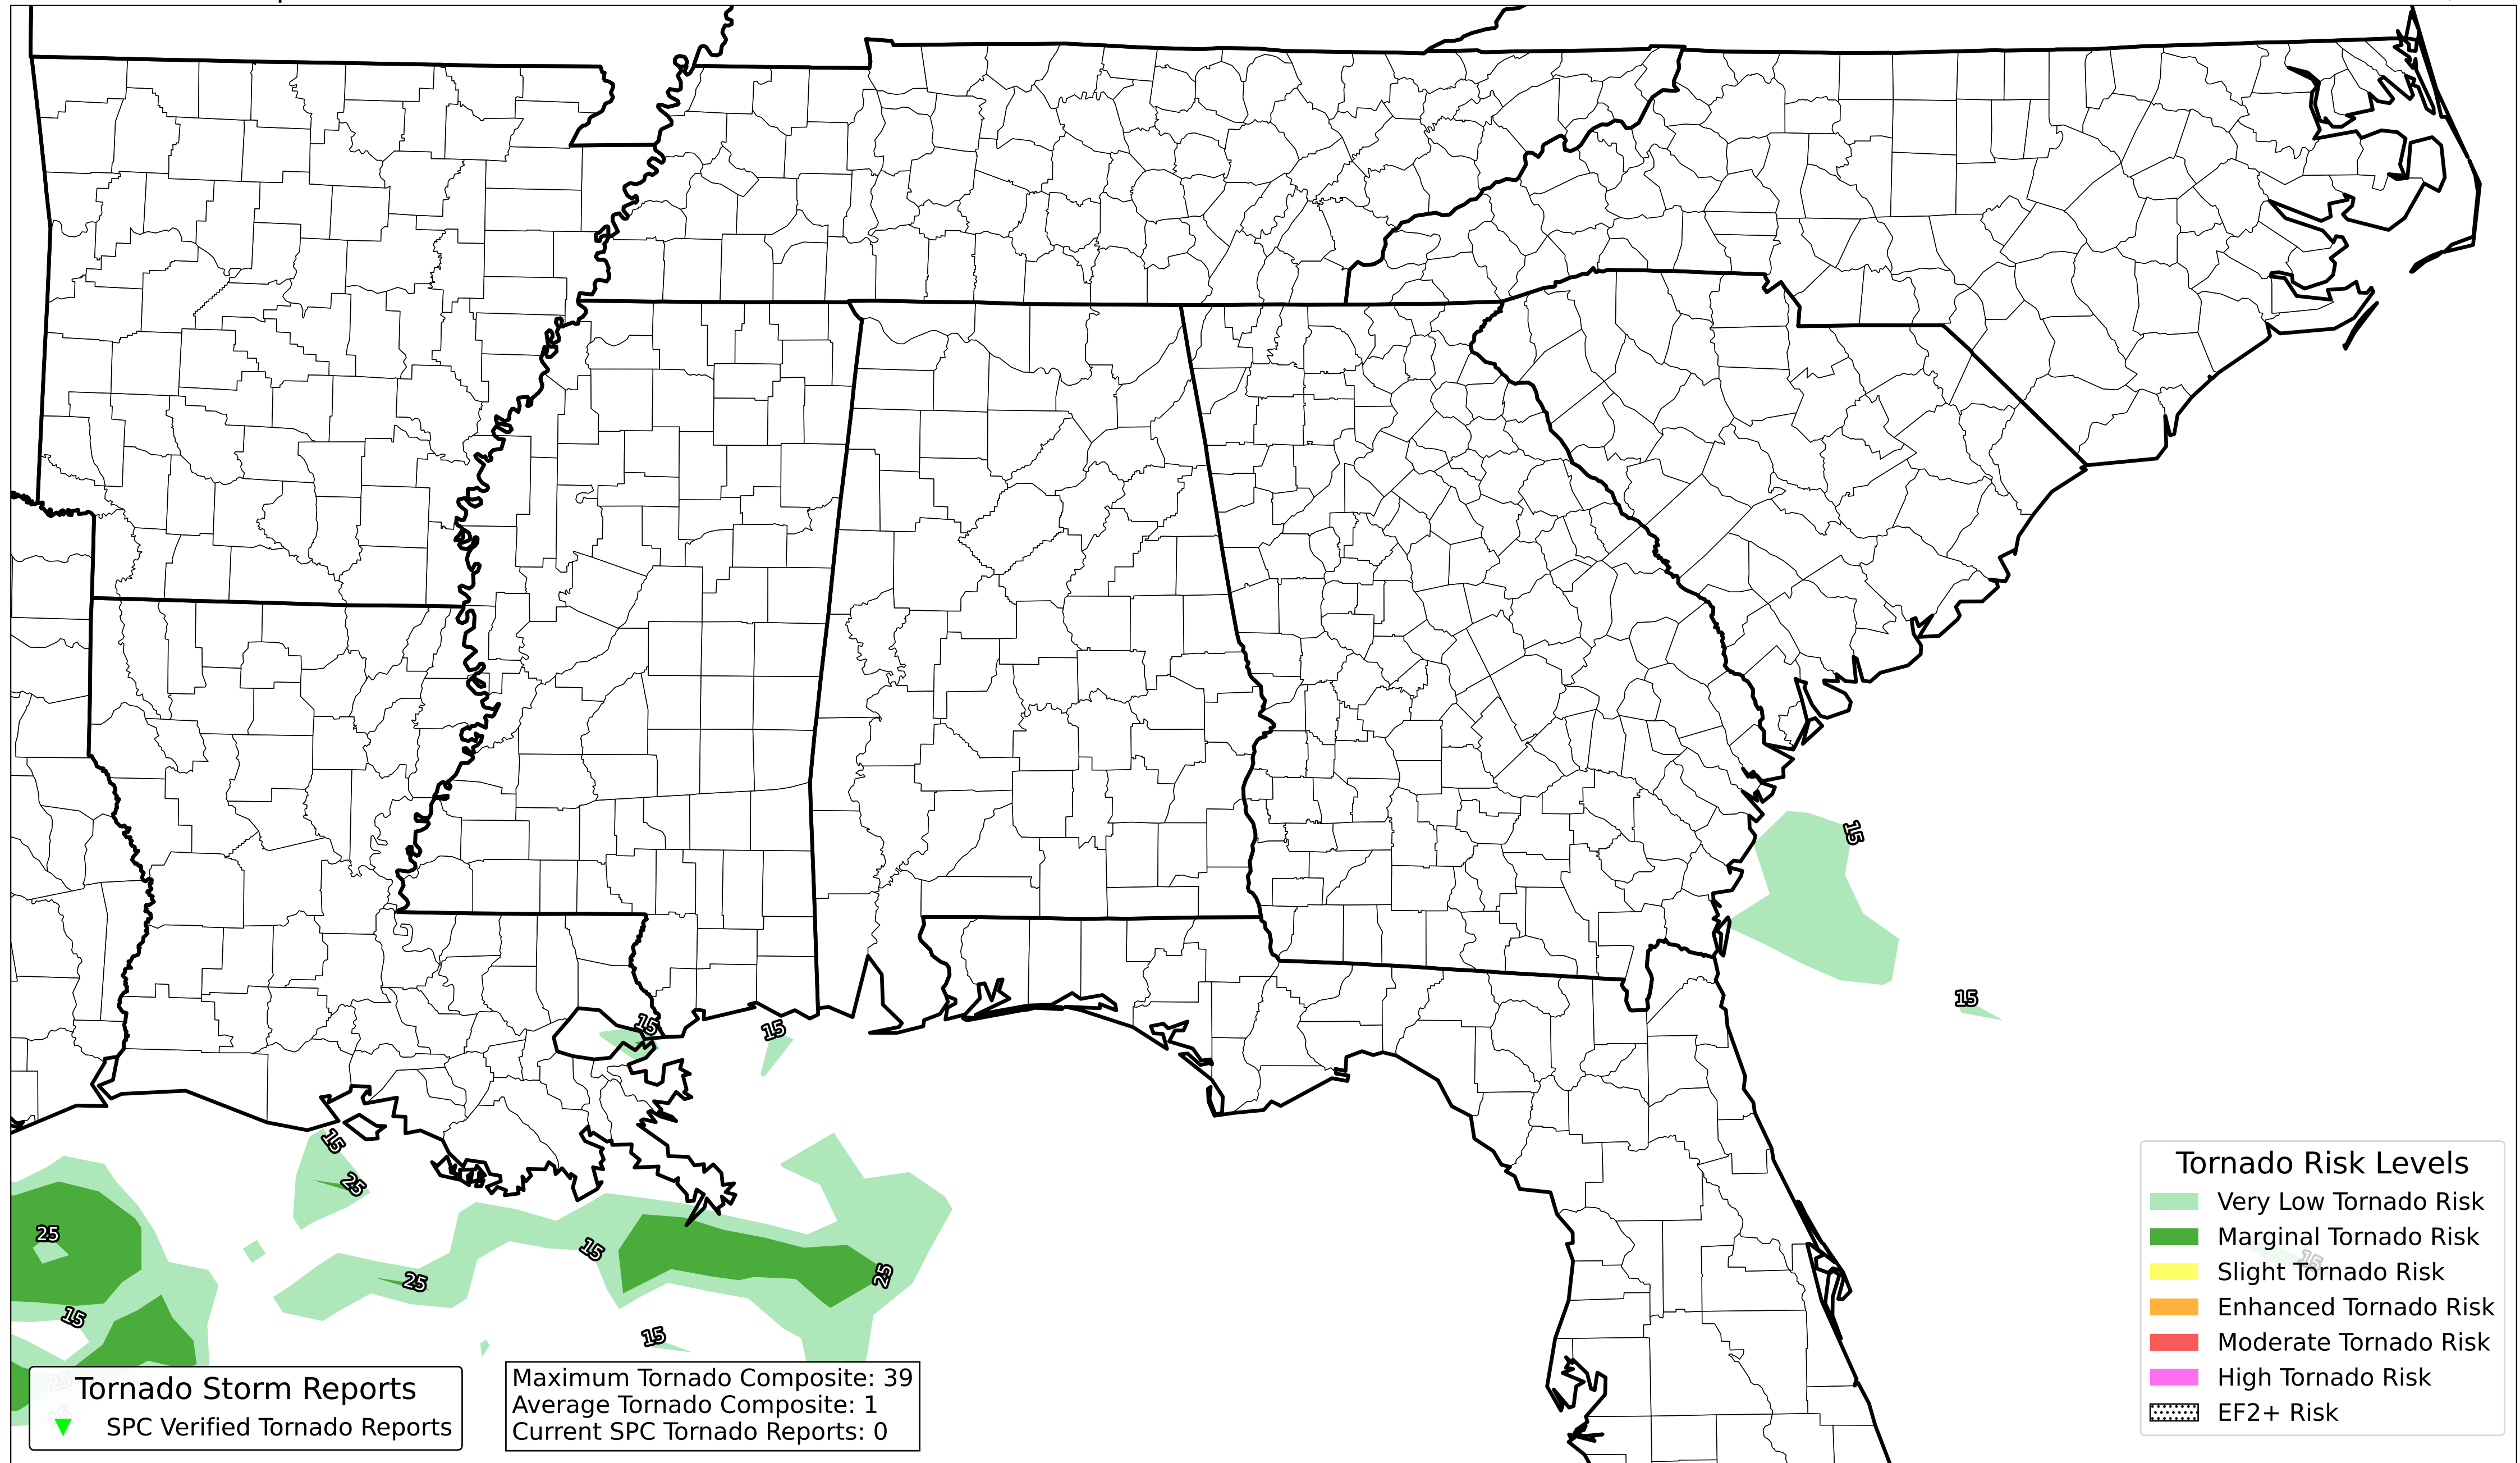 15
15
15
15
15
25
25
15
25
25
15
15
15
Tornado Risk Levels
Very Low Tornado Risk
Marginal Tornado Risk
Slight Tornado Risk
Enhanced Tornado Risk
Moderate Tornado Risk
High Tornado Risk
EF2+ Risk
Tornado Storm Reports
SPC Verified Tornado Reports
Maximum Tornado Composite: 39
Average Tornado Composite: 1
Current SPC Tornado Reports: 0